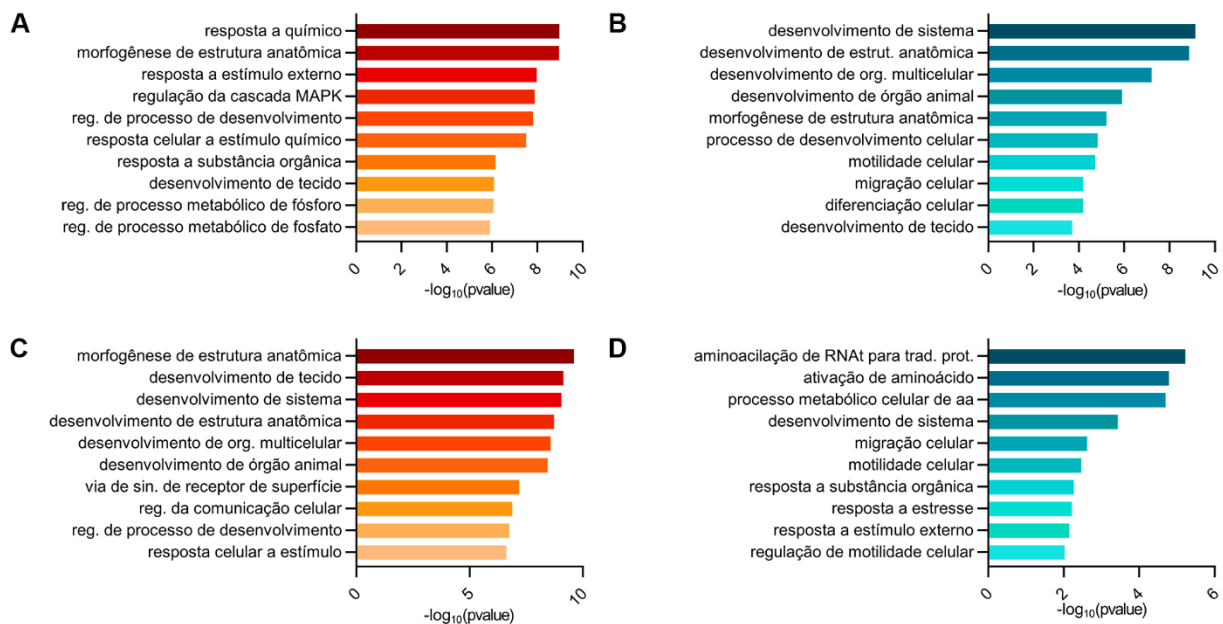 A
resposta a químico
morfogênese de estrutura anatômica
resposta a estímulo externo
regulação da cascada MAPK
reg. de processo de desenvolvimento
resposta celular a estímulo químico
resposta a substância orgânica
desenvolvimento de tecido
reg. de processo metabólico de fósforo
reg. de processo metabólico de fosfato
0 2 4 6 8 10
-log10(pvalue)
B
desenvolvimento de sistema
desenvolvimento de estrut. anatômica
desenvolvimento de org. multicelular
desenvolvimento de órgão animal
morfogênese de estrutura anatômica
processo de desenvolvimento celular
motilidade celular
migração celular
diferenciação celular
desenvolvimento de tecido
0 2 4 6 8 10
-log10(pvalue)
C
morfogênese de estrutura anatômica
desenvolvimento de tecido
desenvolvimento de sistema
desenvolvimento de estrutura anatômica
desenvolvimento de org. multicelular
desenvolvimento de órgão animal
via de sin. de receptor de superfície
reg. da comunicação celular
reg. de processo de desenvolvimento
resposta celular a estímulo
5 10
-log10(pvalue)
D
aminoacilação de RNAt para trad. prot.
ativação de aminoácido
processo metabólico celular de aa
desenvolvimento de sistema
migração celular
motilidade celular
resposta a substância orgânica
resposta a estresse
resposta a estímulo externo
regulação de motilidade celular
0 2 4 6
-log10(pvalue)